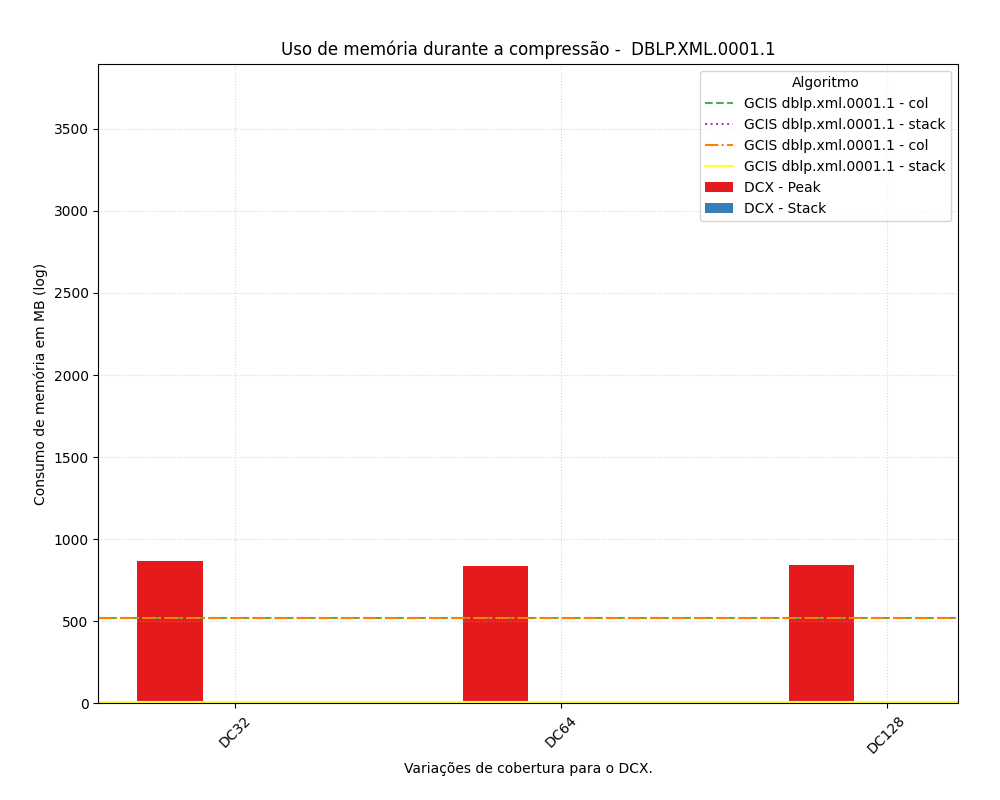 Uso de memória durante a compressão -  DBLP.XML.0001.1
Algoritmo
GCIS dblp.xml.0001.1 - col
GCIS dblp.xml.0001.1 - stack
GCIS dblp.xml.0001.1 - col
GCIS dblp.xml.0001.1 - stack
DCX - Peak
DCX - Stack
Consumo de memória em MB (log)
3500
3000
2500
2000
1500
1000
500
0
DC32
DC64
DC128
Variações de cobertura para o DCX.